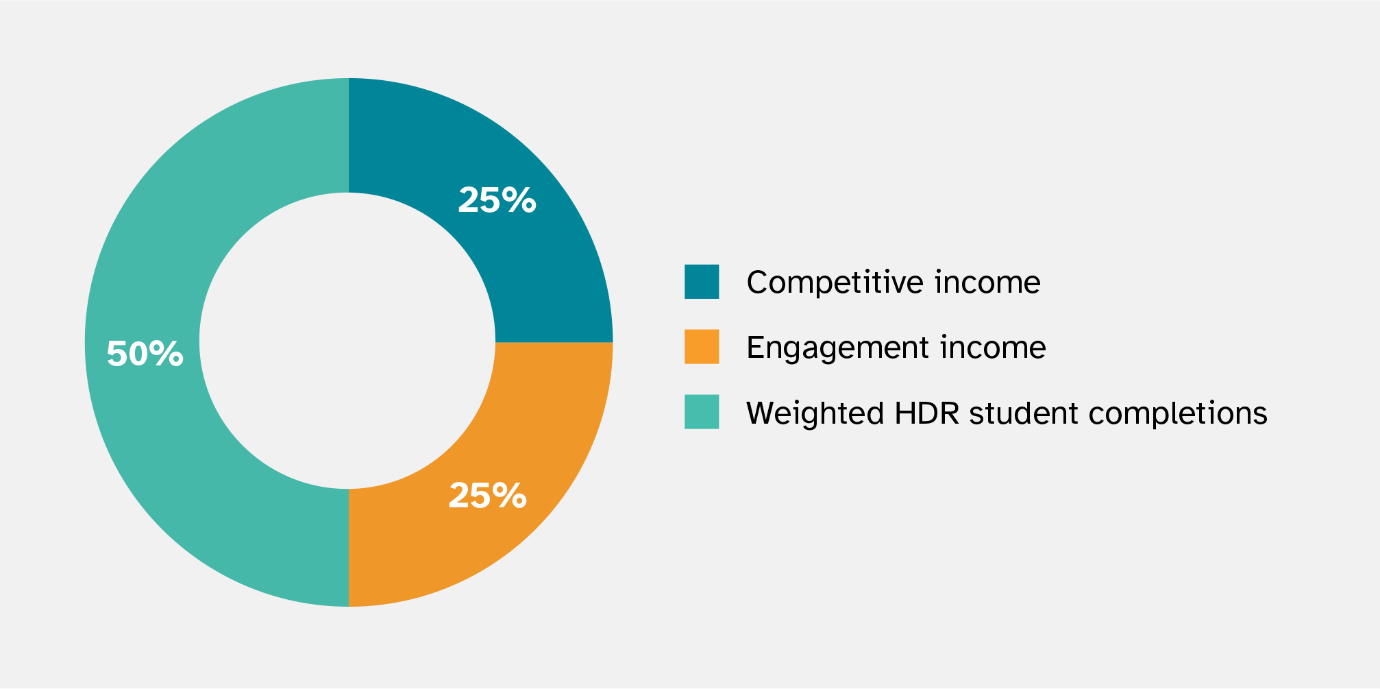 25%
50%
25%
Competitive income
Engagement income
Weighted HDR student completions